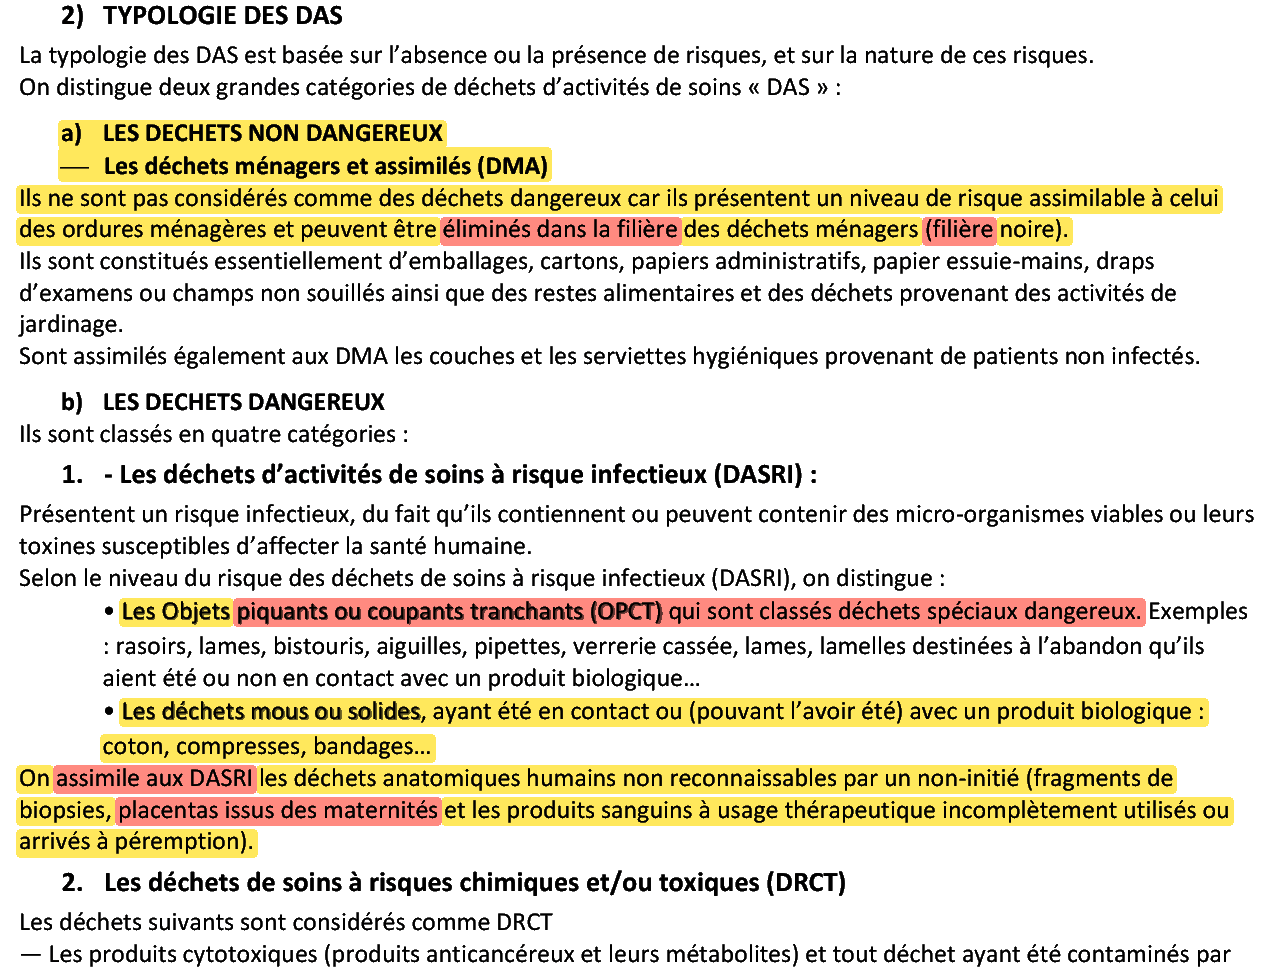 2) TYPOLOGIE DES DAS
La typologie des DAS est basée sur l’absence ou la présence de risques, et sur la nature de ces risques.
On distingue deux grandes catégories de déchets d’activités de soins « DAS » :
a) LES DECHETS NON DANGEREUX
— Les déchets ménagers et assimilés (DMA)
Ils ne sont pas considérés comme des déchets dangereux car ils présentent un niveau de risque assimilable à celui
des ordures ménagères et peuvent être éliminés dans la filière des déchets ménagers (filière noire).
Ils sont constitués essentiellement d’emballages, cartons, papiers administratifs, papier essuie-mains, draps
d’examens ou champs non souillés ainsi que des restes alimentaires et des déchets provenant des activités de
jardinage.
Sont assimilés également aux DMA les couches et les serviettes hygiéniques provenant de patients non infectés.
b) LES DECHETS DANGEREUX
Ils sont classés en quatre catégories :
1. - Les déchets d’activités de soins à risque infectieux (DASRI) :
Présentent un risque infectieux, du fait qu’ils contiennent ou peuvent contenir des micro-organismes viables ou leurs
toxines susceptibles d’affecter la santé humaine.
Selon le niveau du risque des déchets de soins à risque infectieux (DASRI), on distingue :
• Les Objets piquants ou coupants tranchants (OPCT) qui sont classés déchets spéciaux dangereux. Exemples
: rasoirs, lames, bistouris, aiguilles, pipettes, verrerie cassée, lames, lamelles destinées à l’abandon qu’ils
aient été ou non en contact avec un produit biologique…
• Les déchets mous ou solides, ayant été en contact ou (pouvant l’avoir été) avec un produit biologique :
coton, compresses, bandages…
On assimile aux DASRI les déchets anatomiques humains non reconnaissables par un non-initié (fragments de
biopsies, placentas issus des maternités et les produits sanguins à usage thérapeutique incomplètement utilisés ou
arrivés à péremption).
2. Les déchets de soins à risques chimiques et/ou toxiques (DRCT)
Les déchets suivants sont considérés comme DRCT
— Les produits cytotoxiques (produits anticancéreux et leurs métabolites) et tout déchet ayant été contaminés par